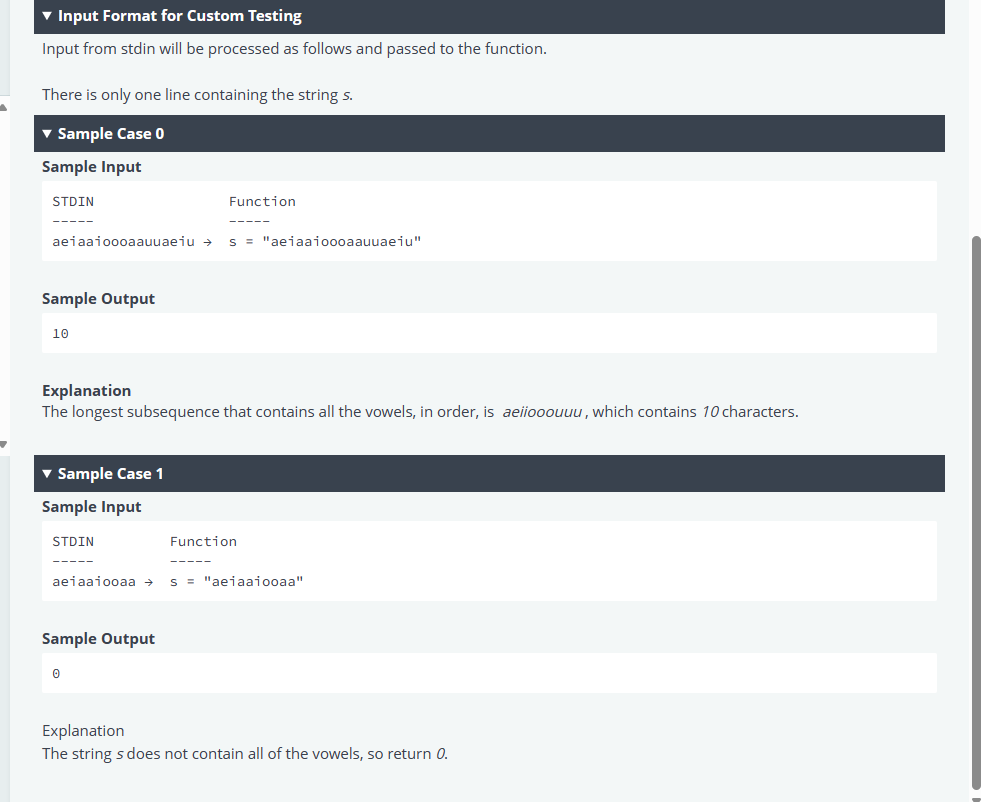 ▼ Input Format for Custom Testing
Input from stdin will be processed as follows and passed to the function.
There is only one line containing the string s.
▼ Sample Case 0
Sample Input
STDIN Function
----- -----
aeiaaioooaauuaeiu → s = "aeiaaioooaauuaeiu"
Sample Output
10
Explanation
The longest subsequence that contains all the vowels, in order, is aeiiooouuu, which contains 10 characters.
▼ Sample Case 1
Sample Input
STDIN Function
----- -----
aeiaaiooaa → s = "aeiaaiooaa"
Sample Output
0
Explanation
The string s does not contain all of the vowels, so return 0.